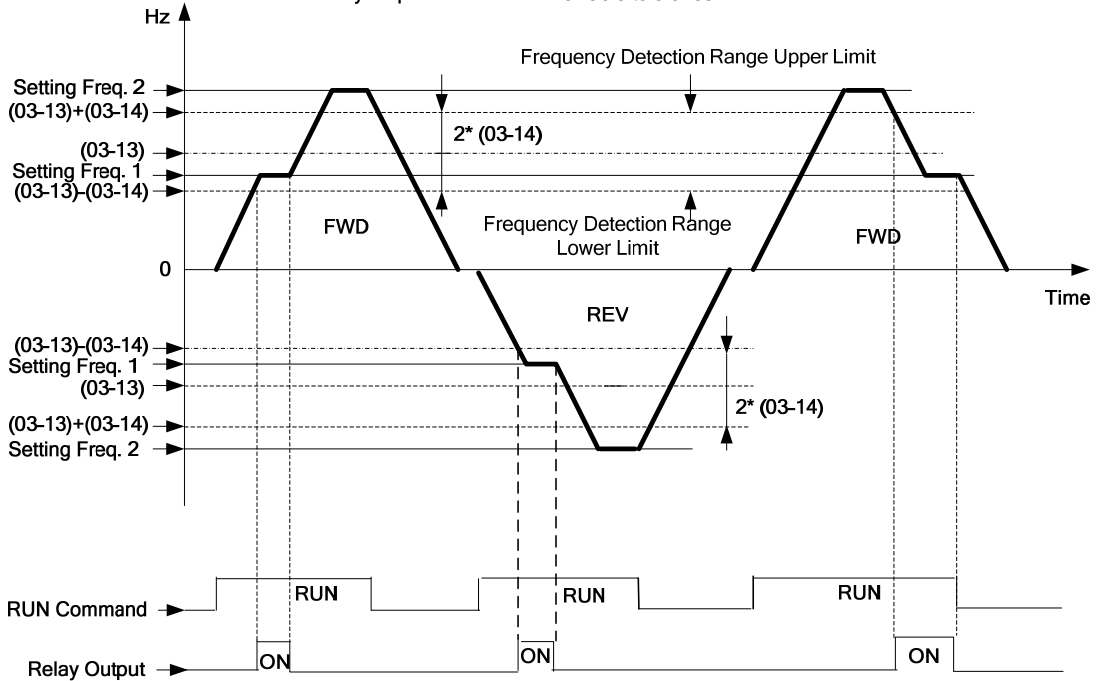 Hz
Frequency Detection Range Upper Limit
Setting Freq. 2
(03-13)+(03-14)
2* (03-14)
(03-13)
Setting Freq. 1
(03-13)-(03-14)
FWD
Frequency Detection Range
Lower Limit
FWD
0
Time
REV
(03-13)-(03-14)
Setting Freq. 1
(03-13)
2* (03-14)
(03-13)+(03-14)
Setting Freq. 2
RUN
RUN
RUN
RUN Command
ON
ON
ON
Relay Output